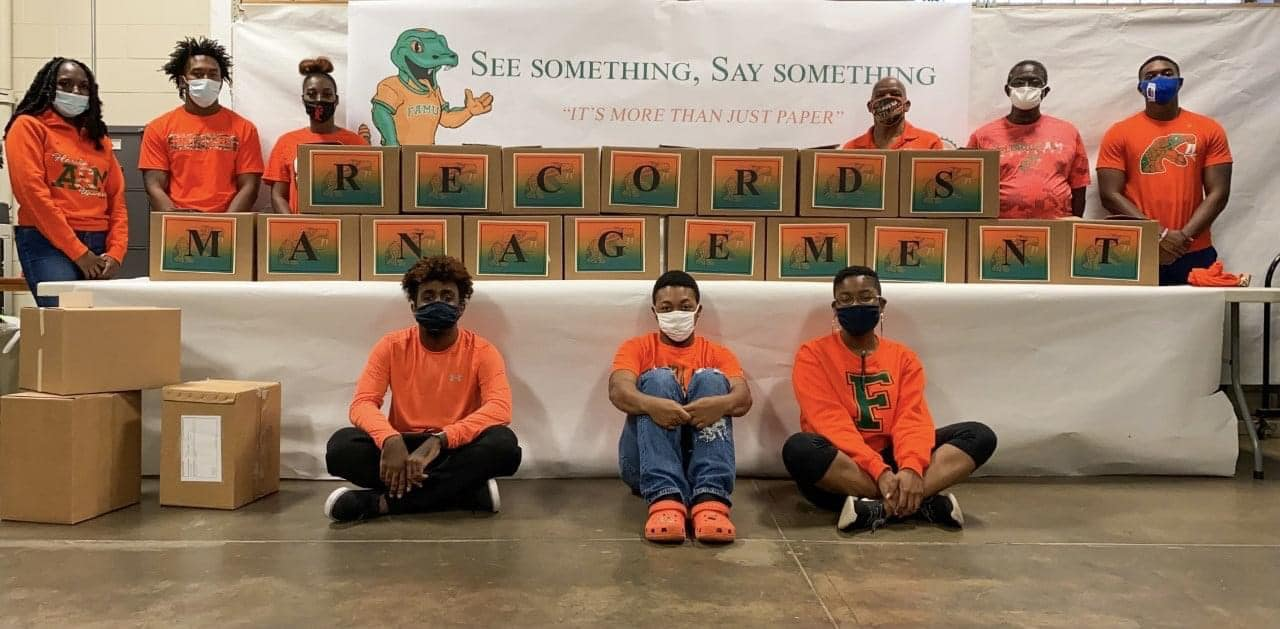 SEE SOMETHING, SAY SOMETHING
"IT'S MORE THAN JUST PAPER"
FAMU
RECORDS
MANAGEMENT
F